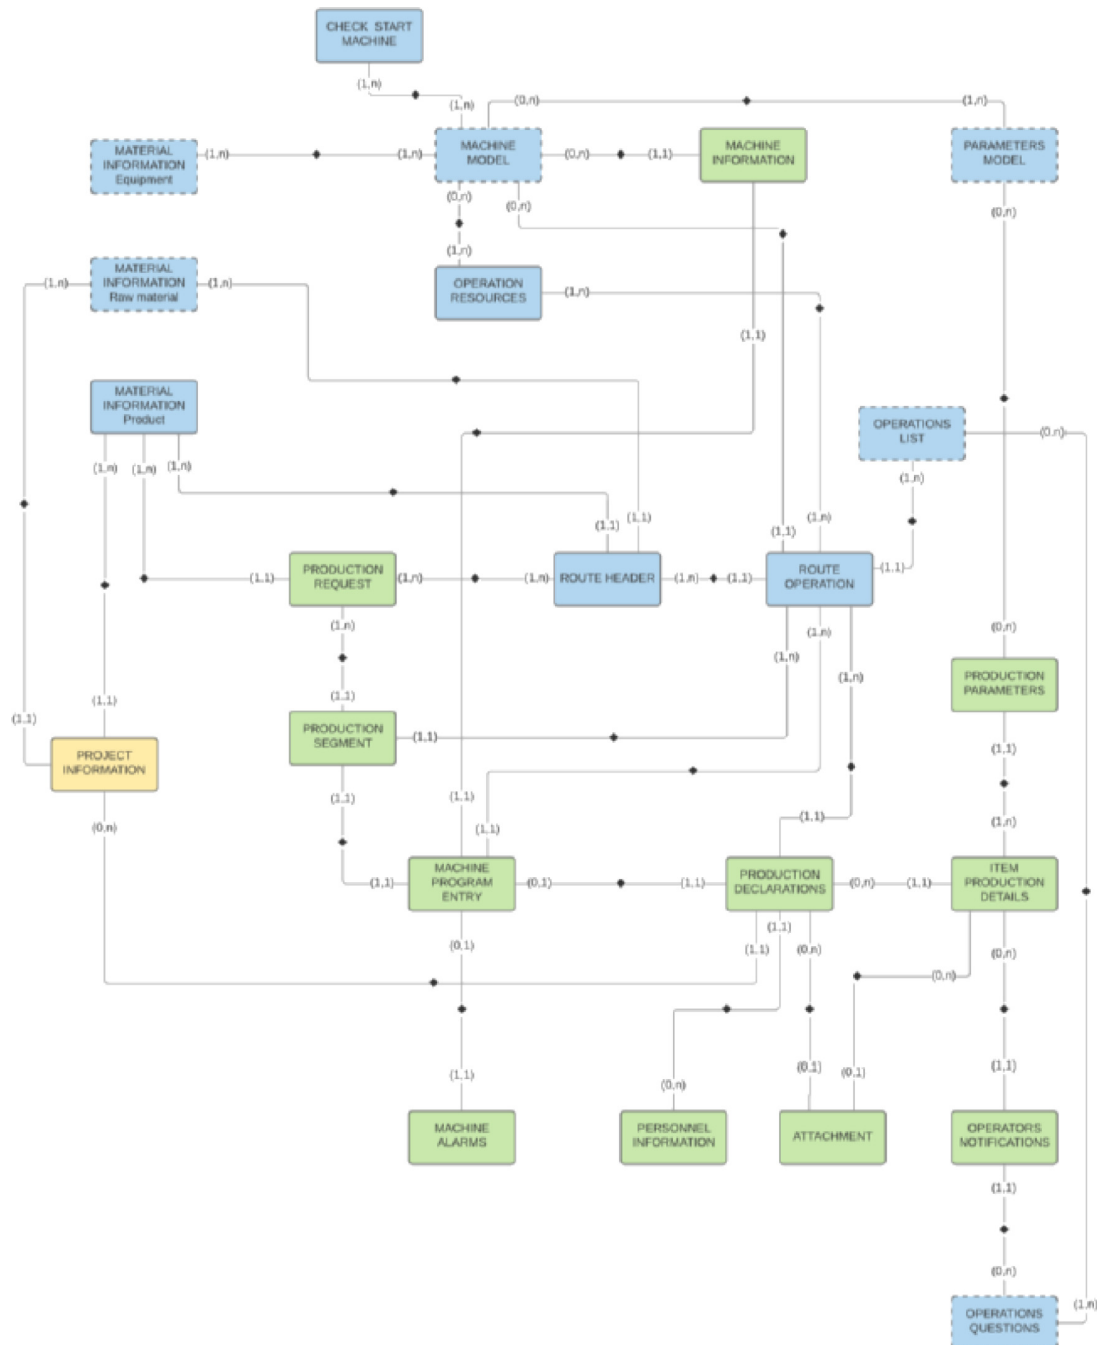 CHECK START
MACHINE
(1,n)
(1,n)
(0,n)
(1,n)
MATERIAL
INFORMATION
Equipment
(1,n)
(1,n)
MACHINE
MODEL
(0,n)
(1,1)
MACHINE
INFORMATION
PARAMETERS
MODEL
(0,n)
(0,n)
(0,n)
(1,n)
MATERIAL
INFORMATION
Raw material
(1,n)
(1,n)
OPERATION
RESOURCES
(1,n)
(1,1)
MATERIAL
INFORMATION
Product
OPERATIONS
LIST
(0,n)
(1,n)
(1,n)
(1,n)
(1,n)
(1,1)
(1,1)
(1,1)
(1,n)
PRODUCTION
REQUEST
(1,1)
(1,n)
(1,n)
ROUTE HEADER
(1,n)
(1,1)
ROUTE
OPERATION
(1,1)
(1,n)
(1,n)
(1,n)
(1,n)
(0,n)
(1,1)
(1,1)
(1,1)
PRODUCTION
PARAMETERS
PRODUCTION
SEGMENT
(1,1)
(1,1)
PROJECT
INFORMATION
(0,n)
(1,1)
(1,1)
(1,1)
(1,1)
(1,n)
MACHINE
PROGRAM
ENTRY
(1,1)
(0,1)
(1,1)
PRODUCTION
DECLARATIONS
(0,n)
(1,1)
ITEM
PRODUCTION
DETAILS
(0,1)
(1,1)
(1,1)
(0,n)
(0,n)
(0,n)
(1,1)
(0,n)
(0,1)
(0,1)
(1,1)
MACHINE
ALARMS
PERSONNEL
INFORMATION
ATTACHMENT
OPERATORS
NOTIFICATIONS
(1,1)
(0,n)
(1,n)
OPERATIONS
QUESTIONS